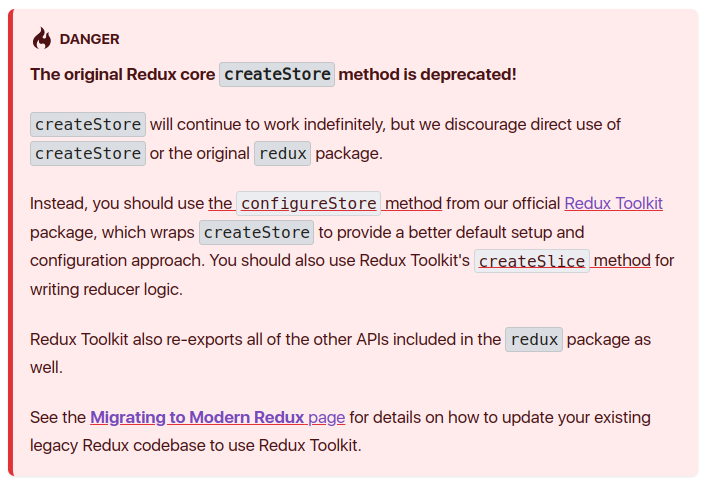 DANGER
The original Redux core createStore method is deprecated!
createStore will continue to work indefinitely, but we discourage direct use of
createStore or the original redux package.
Instead, you should use the configureStore method from our official Redux Toolkit
package, which wraps createStore to provide a better default setup and
configuration approach. You should also use Redux Toolkit's createSlice method for
writing reducer logic.
Redux Toolkit also re-exports all of the other APIs included in the redux package as
well.
See the Migrating to Modern Redux page for details on how to update your existing
legacy Redux codebase to use Redux Toolkit.